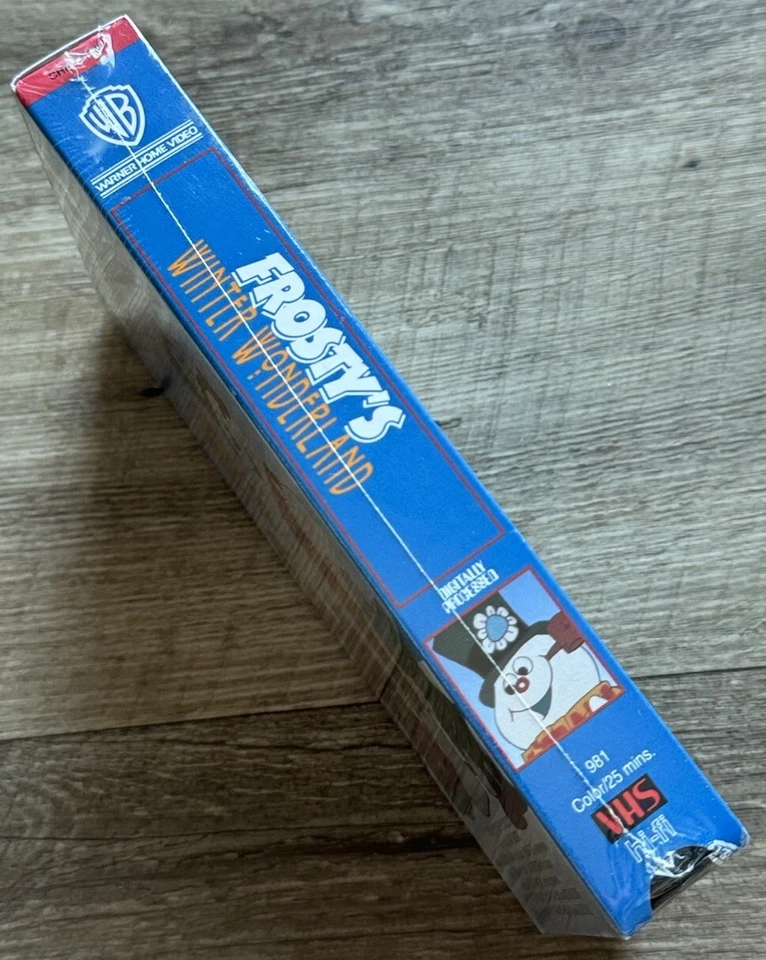 WB
WARNER HOME VIDEO
FROSTY'S
WINTER WONDERLAND
DIGITALLY
PROCESSED
981
Color/25 mins.
VHS
hi-fi